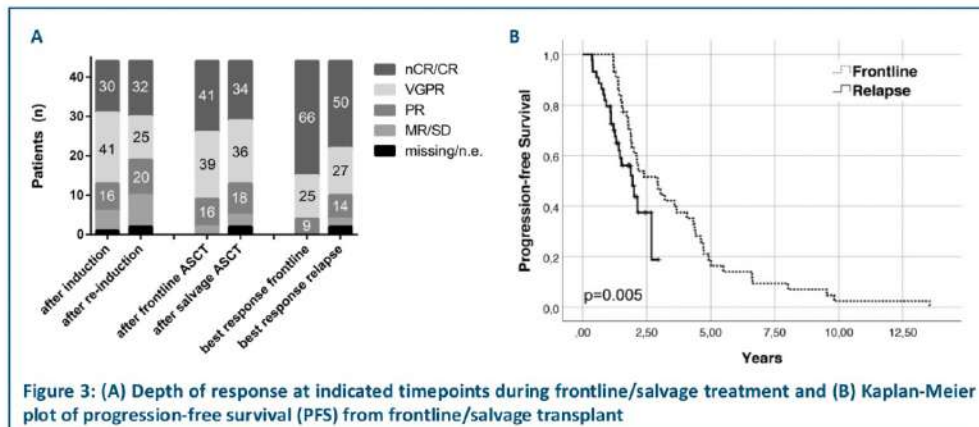 A
Patients (n)
40
30
20
10
0
30
41
16
32
25
20
41
39
16
34
36
18
66
25
9
50
27
14
after induction
after re-induction
after frontline ASCT
after salvage ASCT
best response frontline
best response relapse
nCR/CR
VGPR
PR
MR/SD
missing/n.e.
B
Progression-free Survival
1,0
0,8
0,6
0,4
0,2
0,0
Frontline
Relapse
p=0.005
,00
2,50
5,00
7,50
10,00
12,50
Years
Figure 3: (A) Depth of response at indicated timepoints during frontline/salvage treatment and (B) Kaplan-Meier
plot of progression-free survival (PFS) from frontline/salvage transplant